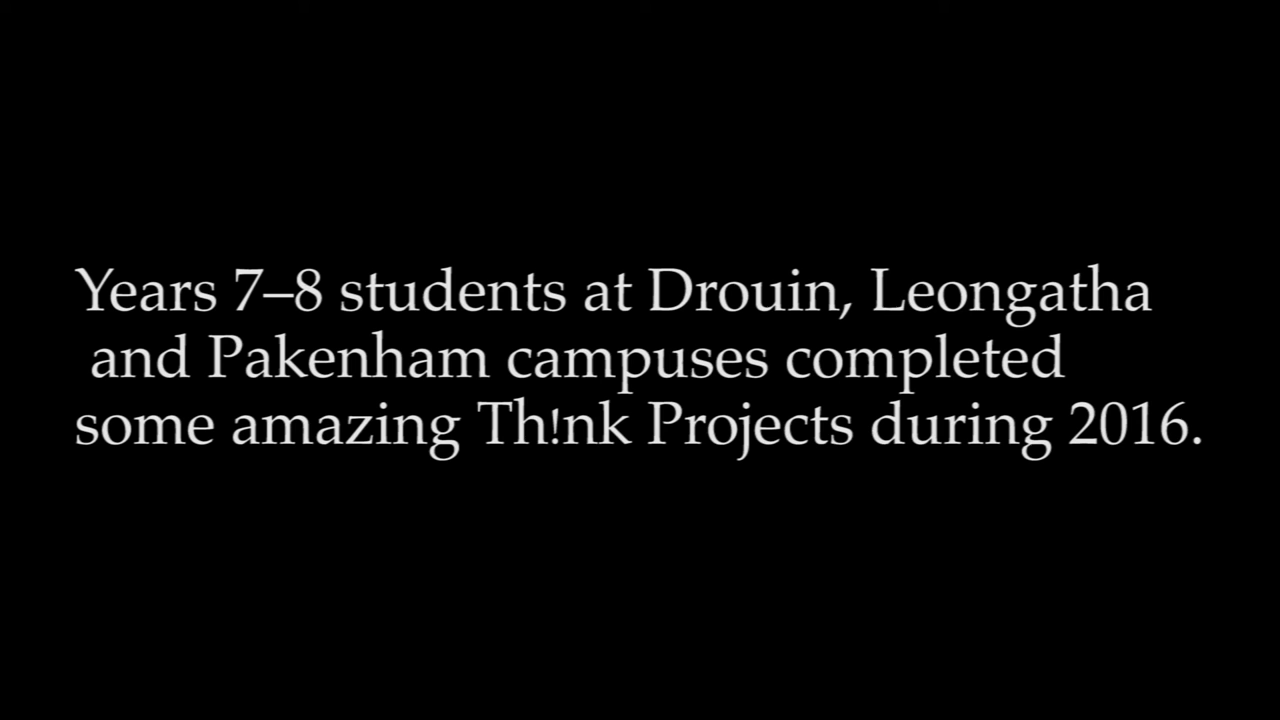 Years 7–8 students at Drouin, Leongatha
and Pakenham campuses completed
some amazing Th!nk Projects during 2016.